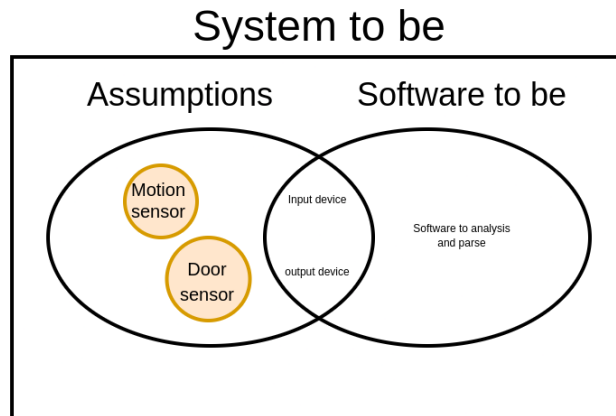 System to be
Assumptions
Software to be
Motion
sensor
Door
sensor
Input device
output device
Software to analysis
and parse